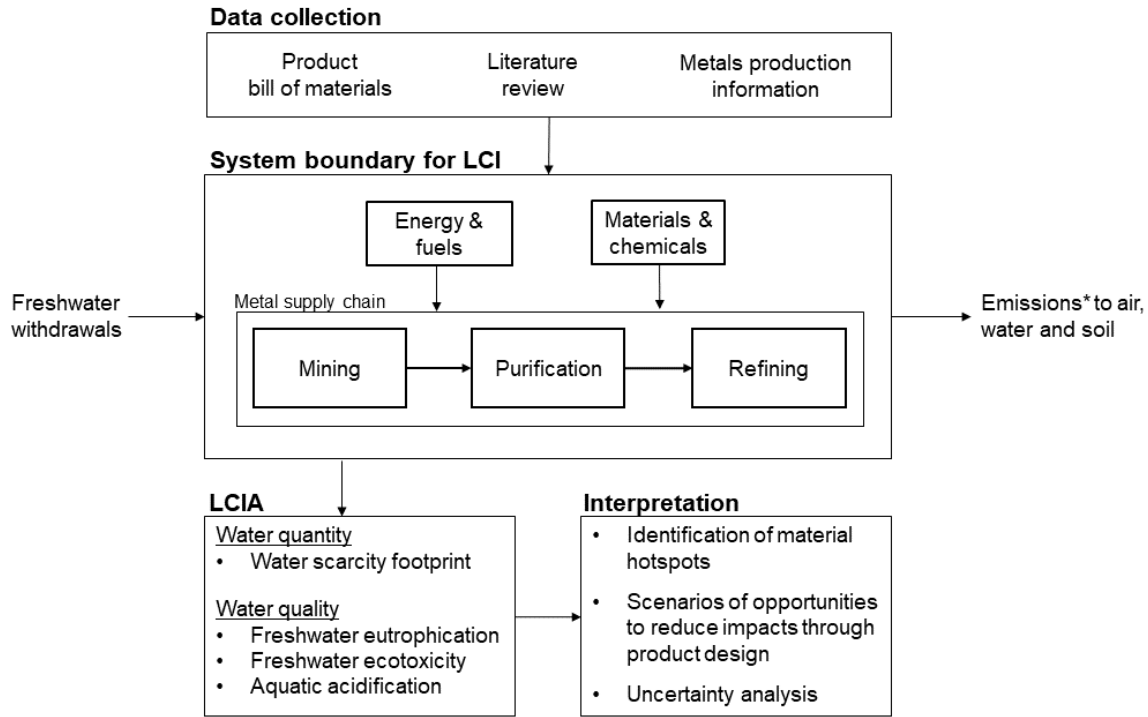 Data collection
Product
bill of materials
Literature
review
Metals production
information
System boundary for LCI
Energy &
fuels
Materials &
chemicals
Freshwater
withdrawals
Metal supply chain
Mining
Purification
Refining
Emissions* to air,
water and soil
LCIA
Water quantity
• Water scarcity footprint
Water quality
• Freshwater eutrophication
• Freshwater ecotoxicity
• Aquatic acidification
Interpretation
• Identification of material
hotspots
• Scenarios of opportunities
to reduce impacts through
product design
• Uncertainty analysis